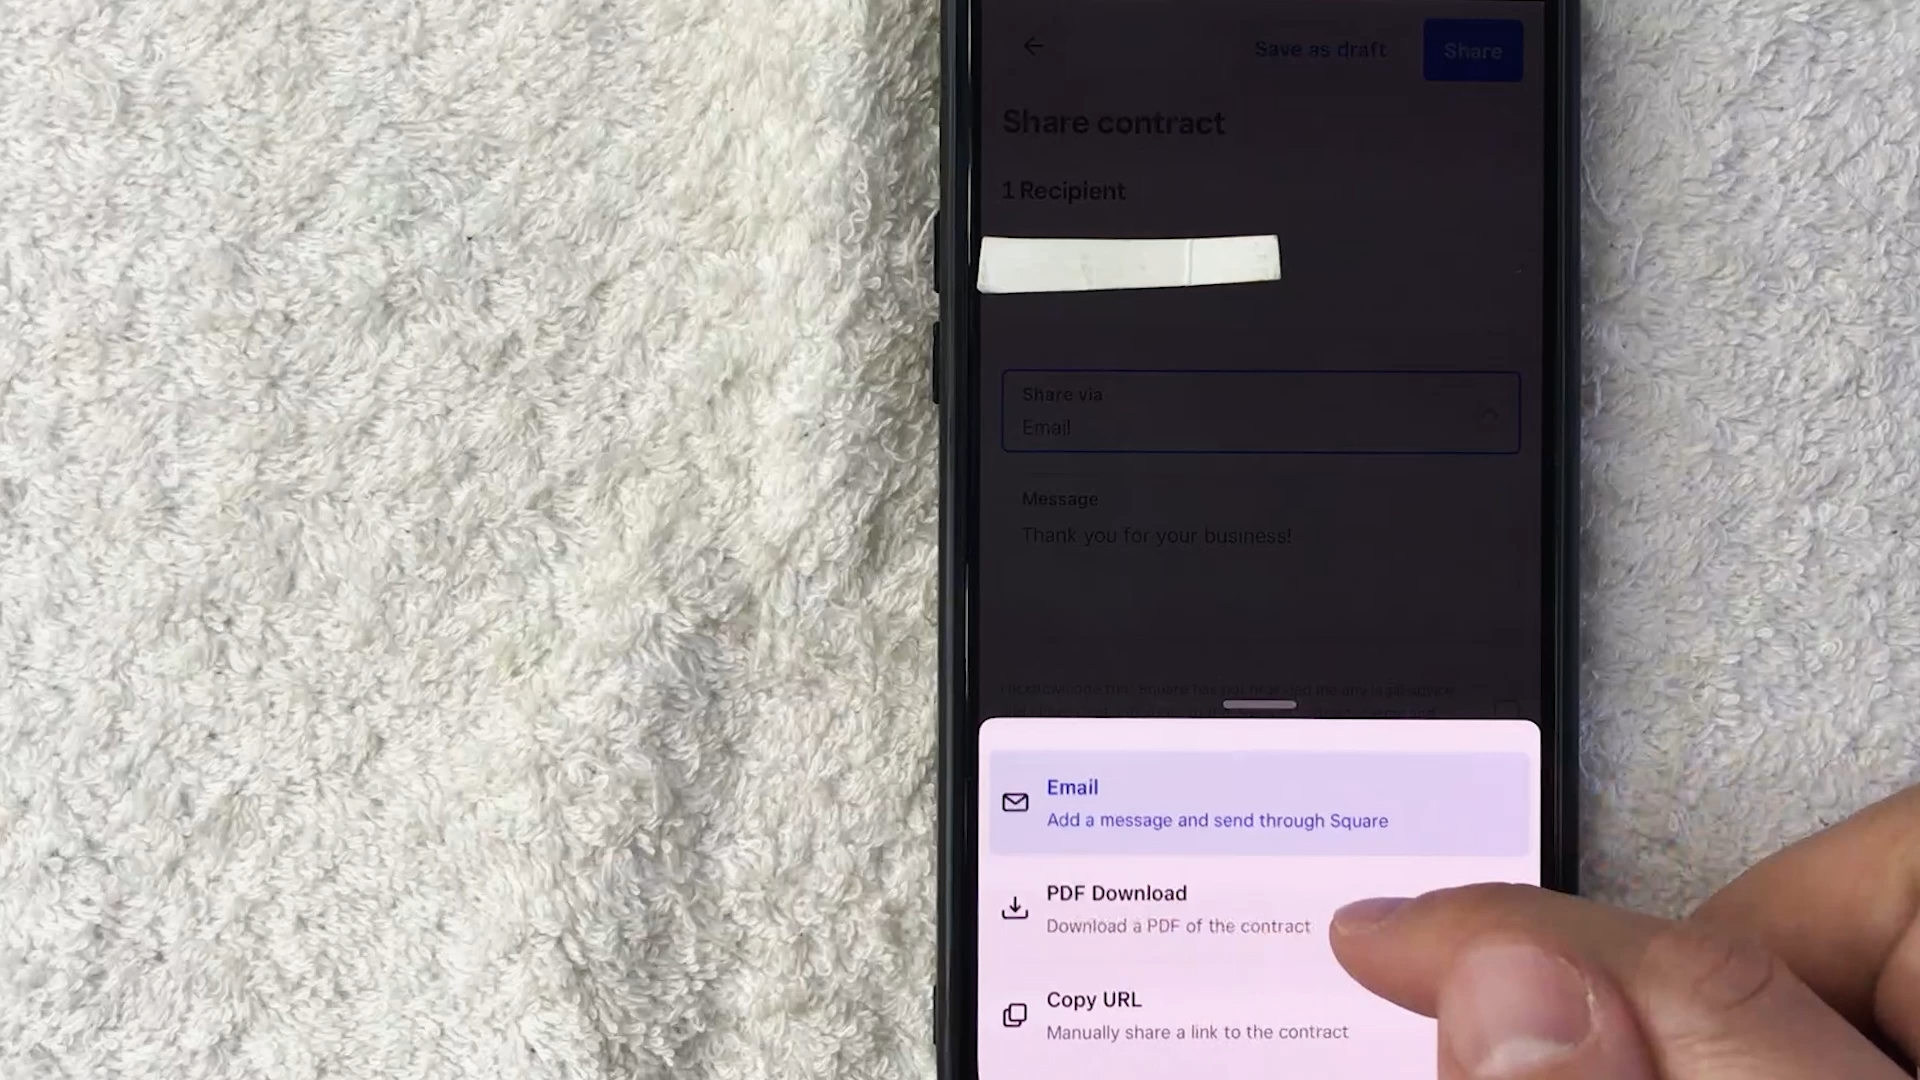 Save as draft
Share
Share contract
1 Recipient
Share via
Email
Message
Thank you for your business!
Email
Add a message and send through Square
PDF Download
Download a PDF of the contract
Copy URL
Manually share a link to the contract